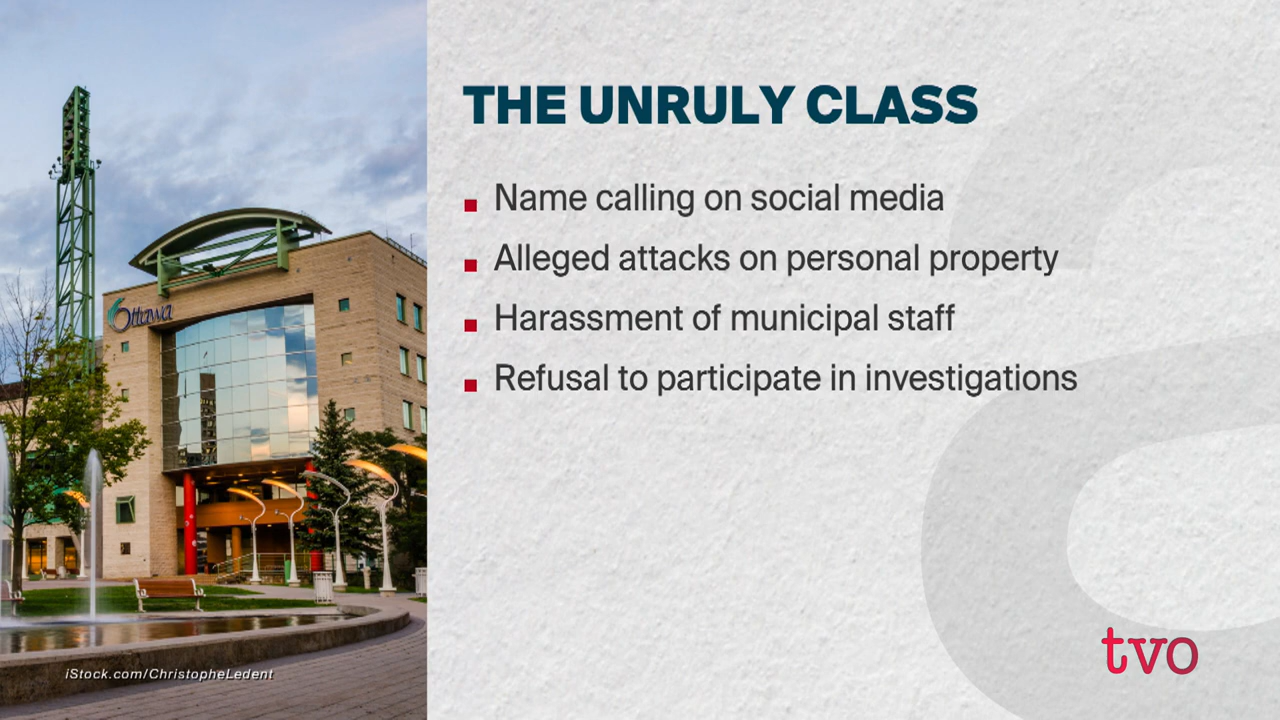 Ottawa
THE UNRULY CLASS
Name calling on social media
Alleged attacks on personal property
Harassment of municipal staff
Refusal to participate in investigations
iStock.com/ChristopheLedent
tvo